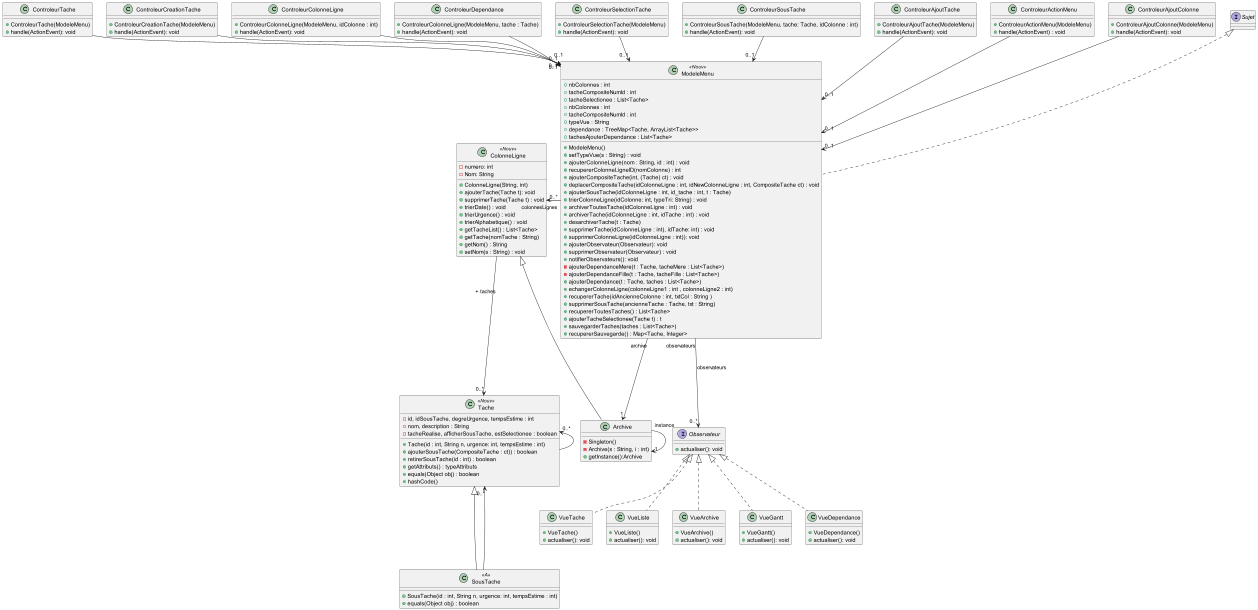 ControleurTache
ControleurTache(ModeleMenu)
handle(ActionEvent): void
ControleurCreationTache
ControleurCreationTache(ModeleMenu)
handle(ActionEvent): void
ControleurColonneLigne
ControleurColonneLigne(ModeleMenu, idColonne : int)
handle(ActionEvent): void
ControleurDependance
ControleurColonneLigne(ModeleMenu, tache : Tache)
handle(ActionEvent): void
ControleurSelectionTache
ControleurSelectionTache(ModeleMenu)
handle(ActionEvent): void
ControleurSousTache
ControleurSousTache(ModeleMenu, tache: Tache, idColonne : int)
handle(ActionEvent): void
ControleurAjoutTache
ControleurAjoutTache(ModeleMenu)
handle(ActionEvent): void
ControleurActionMenu
ControleurActionMenu(ModeleMenu)
handle(ActionEvent) : void
ControleurAjoutColonne
ControleurAjoutColonne(ModeleMenu)
handle(ActionEvent): void
Sujet
0..1
0..1
0..1
0..1
0..1
0..1
0..1
«Nouv»
ModeleMenu
nbColonnes : int
tacheCompositeNumId : int
tacheSelectionee : List<Tache>
nbColonnes : int
tacheCompositeNumId : int
typeVue : String
dependance : TreeMap<Tache, ArrayList<Tache>>
tachesAjouterDependance : List<Tache>
ModeleMenu()
setTypeVue(s : String) : void
ajouterColonneLigne(nom : String, id : int) : void
recupererColonneLigneID(nomColonne) : int
ajouterCompositeTache(int, (Tache) ct) : void
deplacerCompositeTache(idColonneLigne : int, idNewColonneLigne : int, CompositeTache ct) : void
ajouterSousTache(idColonneLigne : int, id_tache : int, t : Tache)
trierColonneLigne(idColonne: int, typeTri: String) : void
archiverToutesTache(idColonneLigne : int) : void
archiverTache(idColonneLigne : int, idTache : int) : void
desarchiverTache(t : Tache)
supprimerTache(idColonneLigne : int), idTache: int) : void
supprimerColonneLigne(idColonneLigne : int)): void
ajouterObservateur(Observateur): void
supprimerObservateur(Observateur) : void
notifierObservateurs(): void
ajouterDependanceMere(t : Tache, tacheMere : List<Tache>)
ajouterDependanceFille(t : Tache, tacheFille : List<Tache>)
ajouterDependance(t : Tache, taches : List<Tache>)
echangerColonneLigne(colonneLigne1 : int , colonneLigne2 : int)
recupererTache(idAncienneColonne : int, txtCol : String )
supprimerSousTache(ancienneTache : Tache, txt : String)
recupererToutesTaches() : List<Tache>
ajouterTacheSelectionee(Tache t) : t
sauvegarderTaches(taches : List<Tache>)
recupererSauvegarde() : Map<Tache, Integer>
«Nouv»
ColonneLigne
numero: int
Nom: String
ColonneLigne(String, int)
ajouterTache(Tache t): void
supprimerTache(Tache t) : void
trierDate() : void
trierUrgence() : void
trierAlphabetique() : void
getTacheList() : List<Tache>
getTache(nomTache : String)
getNom() : String
setNom(s : String) : void
0..*
colonnesLignes
+ taches
archive
observateurs
observateurs
0..1
1
0..*
«Nouv»
Tache
id, idSousTache, degreUrgence, tempsEstime : int
nom, description : String
tacheRealise, afficherSousTache, estSelectionee : boolean
Tache(id : int, String n, urgence: int, tempsEstime : int)
ajouterSousTache(CompositeTache : ct)) : boolean
retirerSousTache(id : int) : boolean
getAttributs() : typeAttributs
equals(Object obj) : boolean
hashCode()
0..*
Archive
Singleton()
Archive(s : String, i : int)
getInstance():Archive
instance
1
Observateur
actualiser(): void
VueTache
VueTache()
actualiser(): void
VueListe
VueListe()
actualiser(): void
VueArchive
VueArchive()
actualiser(): void
VueGantt
VueGantt()
actualiser(): void
VueDependance
VueDependance()
actualiser(): void
«A»
SousTache
SousTache(id : int, String n, urgence: int, tempsEstime : int)
equals(Object obj) : boolean